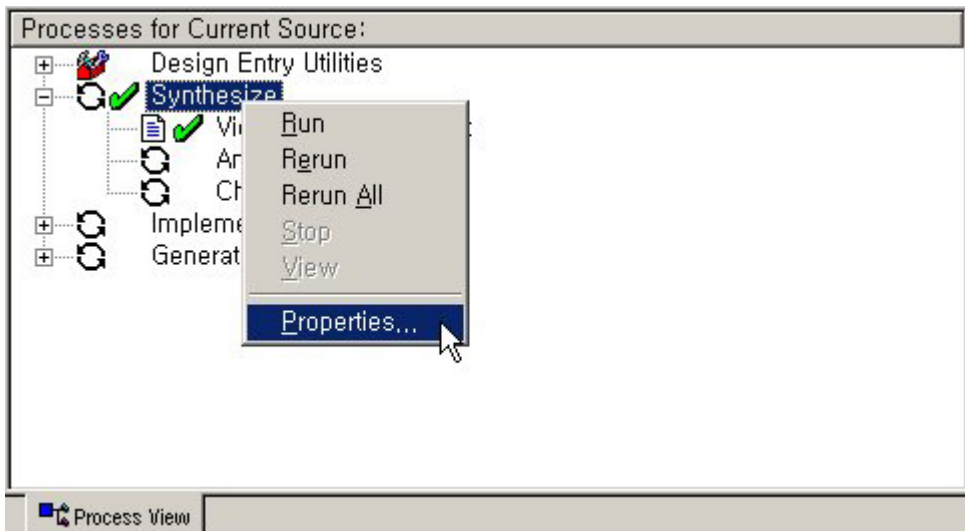 Processes for Current Source:
Design Entry Utilities
Synthesize
Run
Rerun
Rerun All
Stop
View
Properties...
Process View